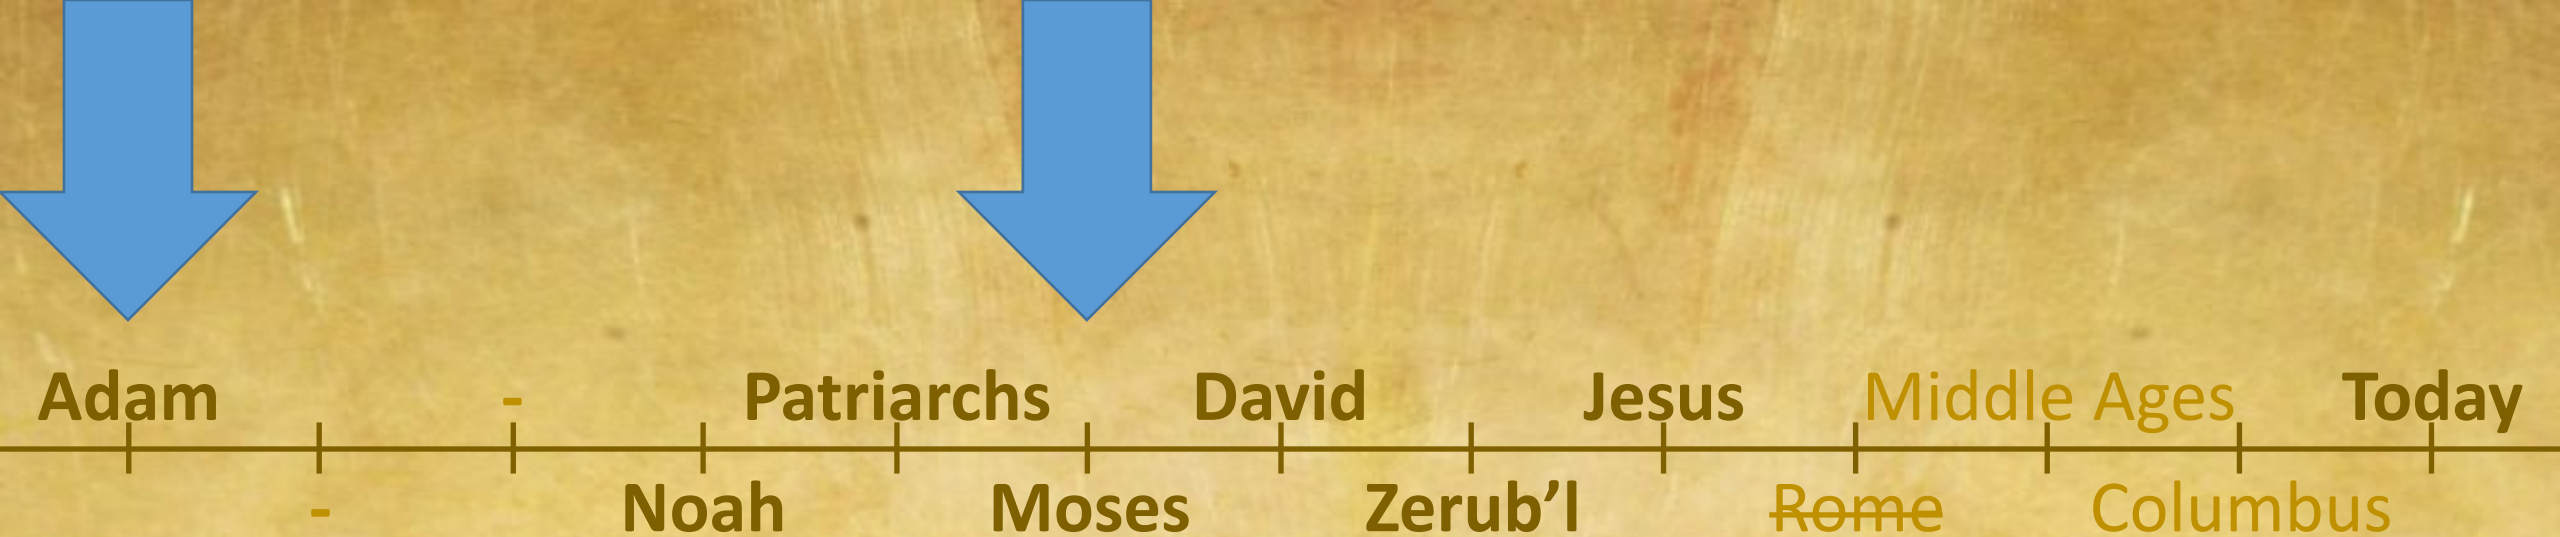 Adam - Patriarchs David Jesus Middle Ages Today
- Noah Moses Zerub’l Rome Columbus